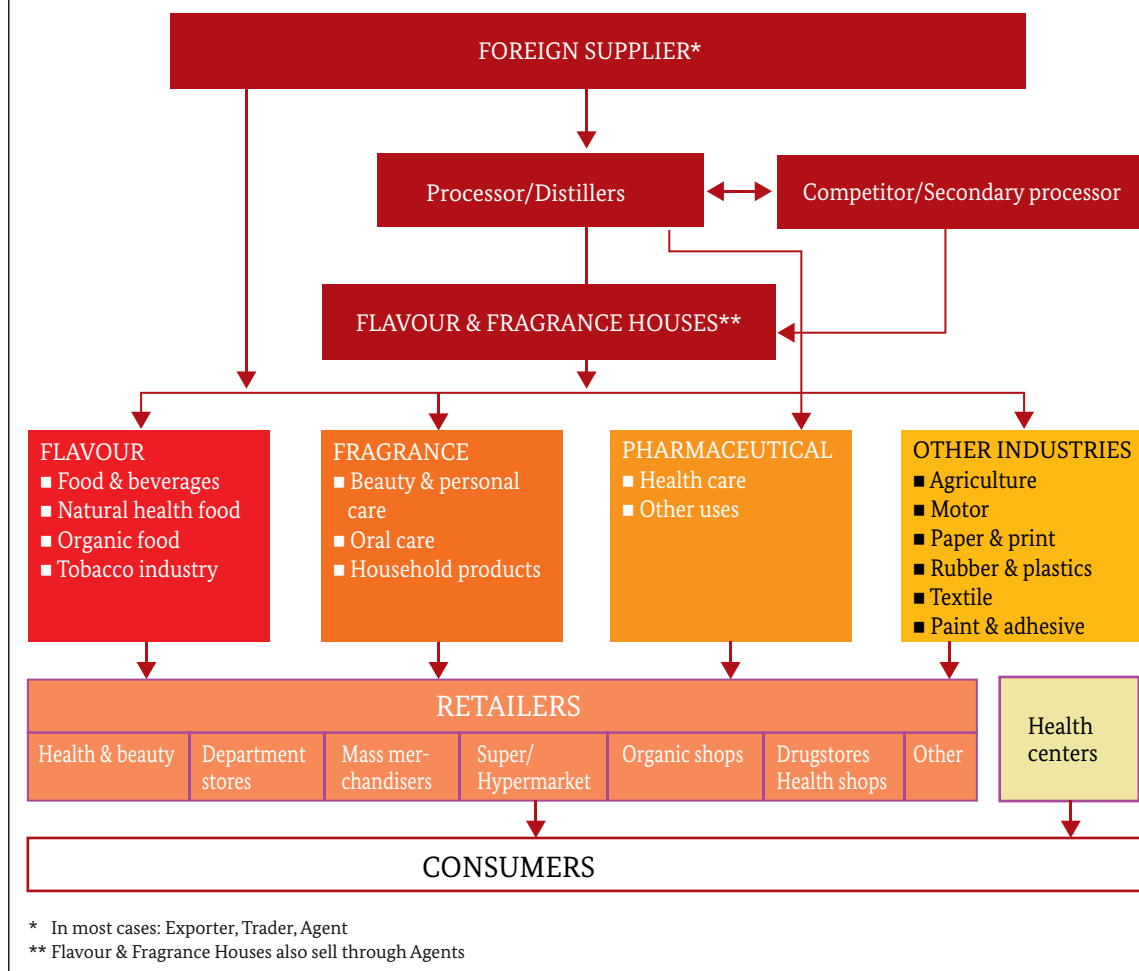 FOREIGN SUPPLIER*
Processor/Distillers
Competitor/Secondary processor
FLAVOUR & FRAGRANCE HOUSES**
FLAVOUR
■ Food & beverages
■ Natural health food
■ Organic food
■ Tobacco industry
FRAGRANCE
■ Beauty & personal
care
■ Oral care
■ Household products
PHARMACEUTICAL
■ Health care
■ Other uses
OTHER INDUSTRIES
■ Agriculture
■ Motor
■ Paper & print
■ Rubber & plastics
■ Textile
■ Paint & adhesive
RETAILERS
Health & beauty
Department
stores
Mass mer-
chandisers
Super/
Hypermarket
Organic shops
Drugstores
Health shops
Other
Health
centers
CONSUMERS
* In most cases: Exporter, Trader, Agent
** Flavour & Fragrance Houses also sell through Agents